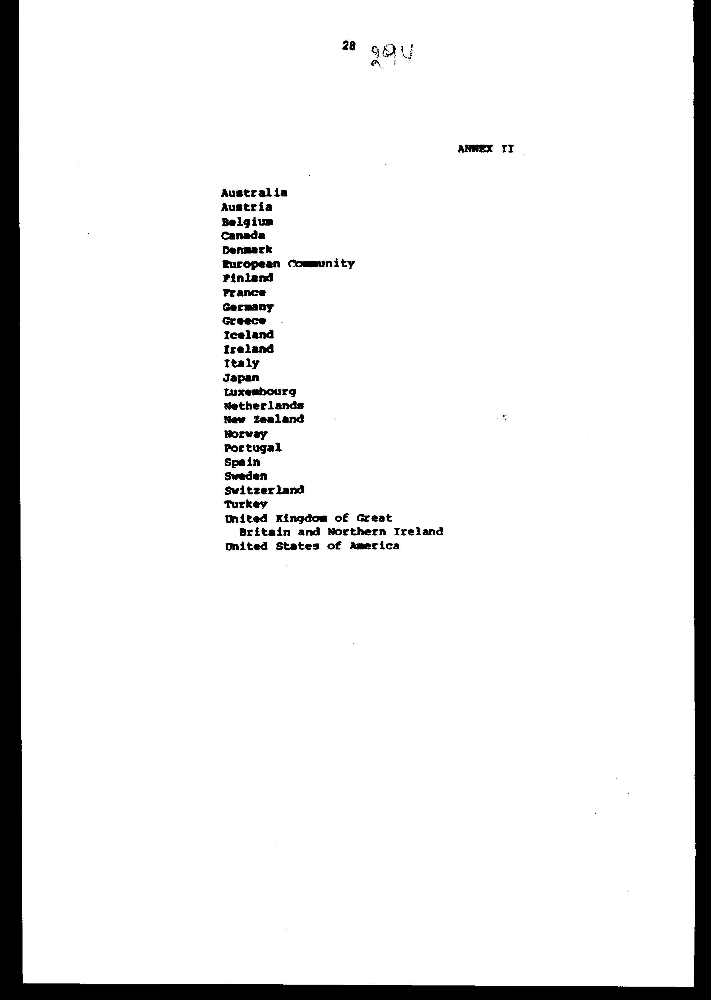 28 294
ANNEX II
Australia
Austria
Belgium
Canada
Denmark
European Community
Finland
France
Germany
Greece
Iceland
Ireland
Italy
Japan
Luxembourg
Netherlands
New Zealand
Norway
Portugal
Spain
Sweden
Switzerland
Turkey
United Kingdom of Great
Britain and Northern Ireland
United States of America